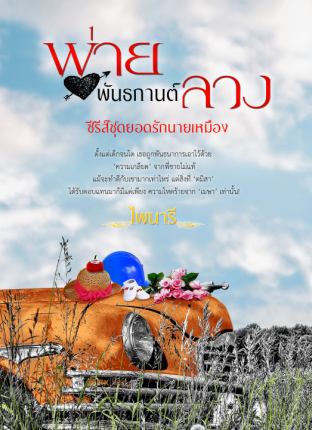 พ่าย
พันธกานต์
ลวง
ซีรีส์ชุดยอดรักนายเหมือง
ตั้งแต่เด็กจนโต เธอถูกพันธนาการเอาไว้ด้วย
'ความเกลียด' จากพี่ชายไม่แท้
แม้จะทำดีกับเขามากเท่าไหร่ แต่สิ่งที่ 'ตมิสา'
ได้รับตอบแทนมาก็มีแต่เพียง ความโหดร้ายจาก 'เมฆา' เท่านั้น!
ไพนารี